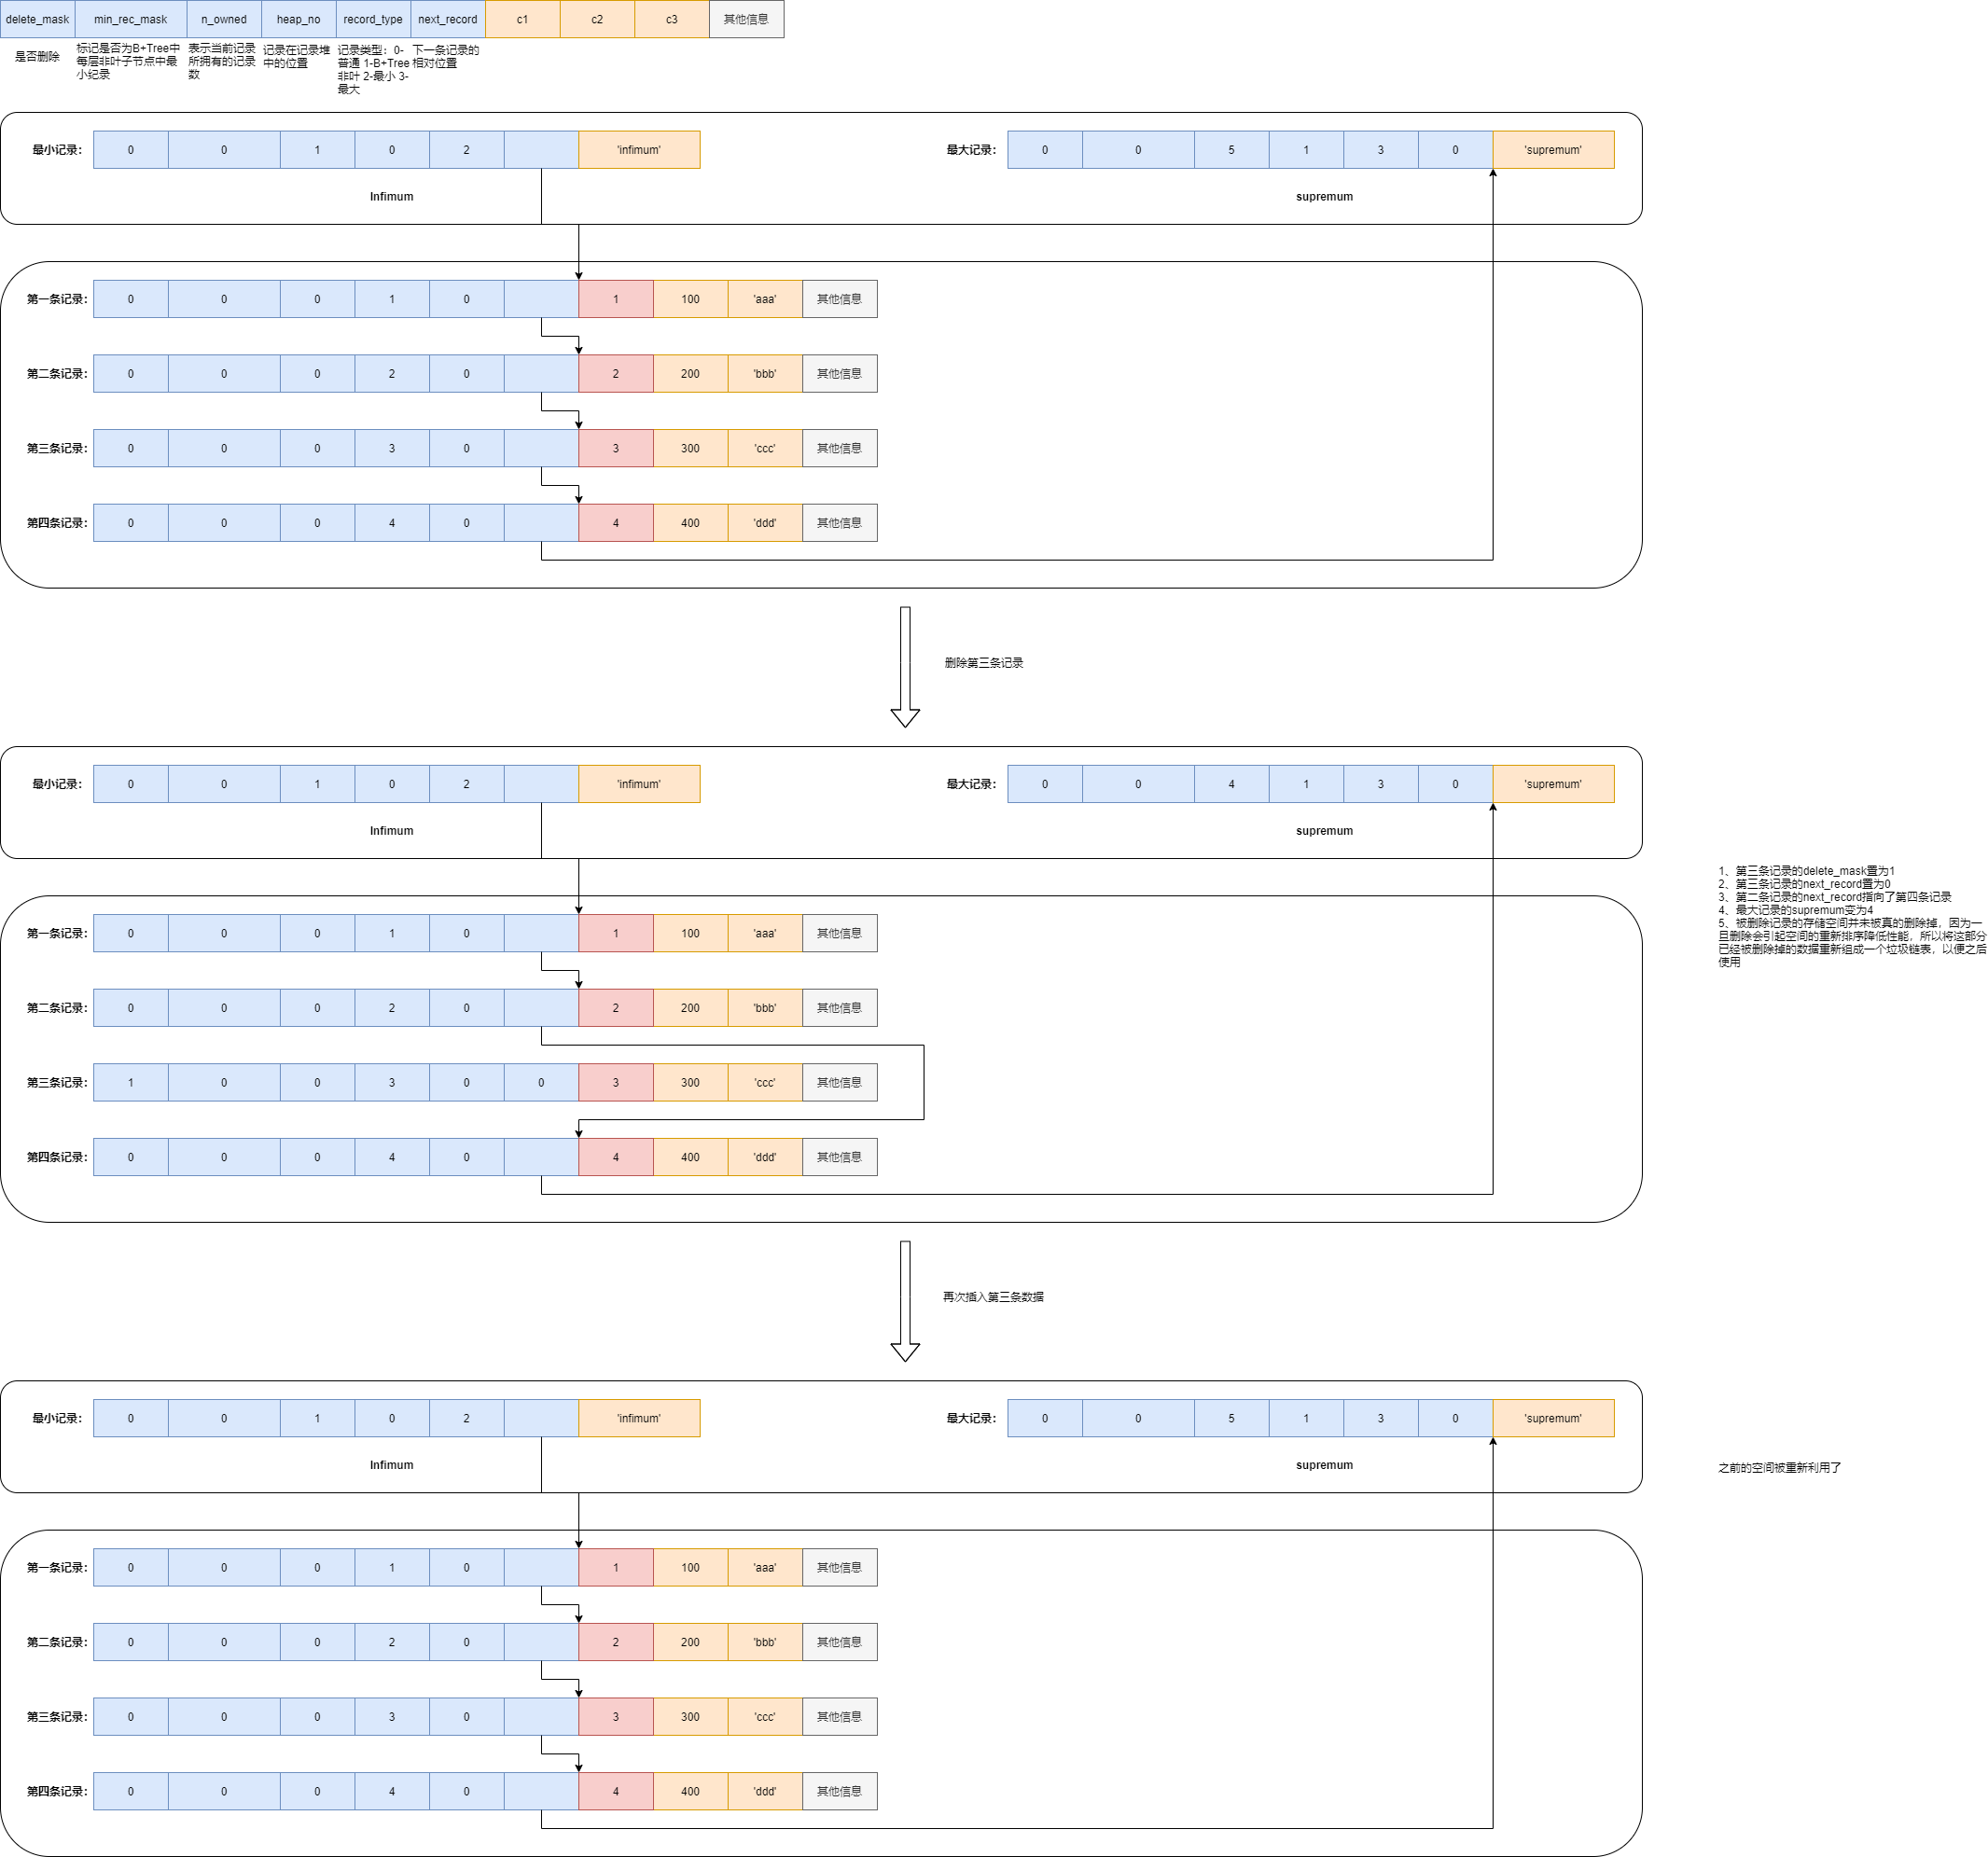 delete_mask min_rec_mask n_owned heap_no record_type next_record c1 c2 c3 其他信息
是否删除
标记是否为B+Tree中
每层非叶子节点中最
小纪录
表示当前记录
所拥有的记录
数
记录在记录堆
中的位置
记录类型：0-
普通 1-B+Tree
非叶 2-最小 3-
最大
下一条记录的
相对位置
最小记录： 0 0 1 0 2 'infimum'
Infimum
最大记录： 0 0 5 1 3 0 'supremum'
supremum
第一条记录： 0 0 0 1 0 1 100 'aaa' 其他信息
第二条记录： 0 0 0 2 0 2 200 'bbb' 其他信息
第三条记录： 0 0 0 3 0 3 300 'ccc' 其他信息
第四条记录： 0 0 0 4 0 4 400 'ddd' 其他信息
删除第三条记录
最小记录： 0 0 1 0 2 'infimum'
Infimum
最大记录： 0 0 4 1 3 0 'supremum'
supremum
第一条记录： 0 0 0 1 0 1 100 'aaa' 其他信息
第二条记录： 0 0 0 2 0 2 200 'bbb' 其他信息
第三条记录： 1 0 0 3 0 0 3 300 'ccc' 其他信息
第四条记录： 0 0 0 4 0 4 400 'ddd' 其他信息
1、第三条记录的delete_mask置为1
2、第三条记录的next_record置为0
3、第二条记录的next_record指向了第四条记录
4、最大记录的supremum变为4
5、被删除记录的存储空间并未被真的删除掉，因为一
旦删除会引起空间的重新排序降低性能，所以将这部分
已经被删除掉的数据重新组成一个垃圾链表，以便之后
使用
再次插入第三条数据
最小记录： 0 0 1 0 2 'infimum'
Infimum
最大记录： 0 0 5 1 3 0 'supremum'
supremum
之前的空间被重新利用了
第一条记录： 0 0 0 1 0 1 100 'aaa' 其他信息
第二条记录： 0 0 0 2 0 2 200 'bbb' 其他信息
第三条记录： 0 0 0 3 0 3 300 'ccc' 其他信息
第四条记录： 0 0 0 4 0 4 400 'ddd' 其他信息